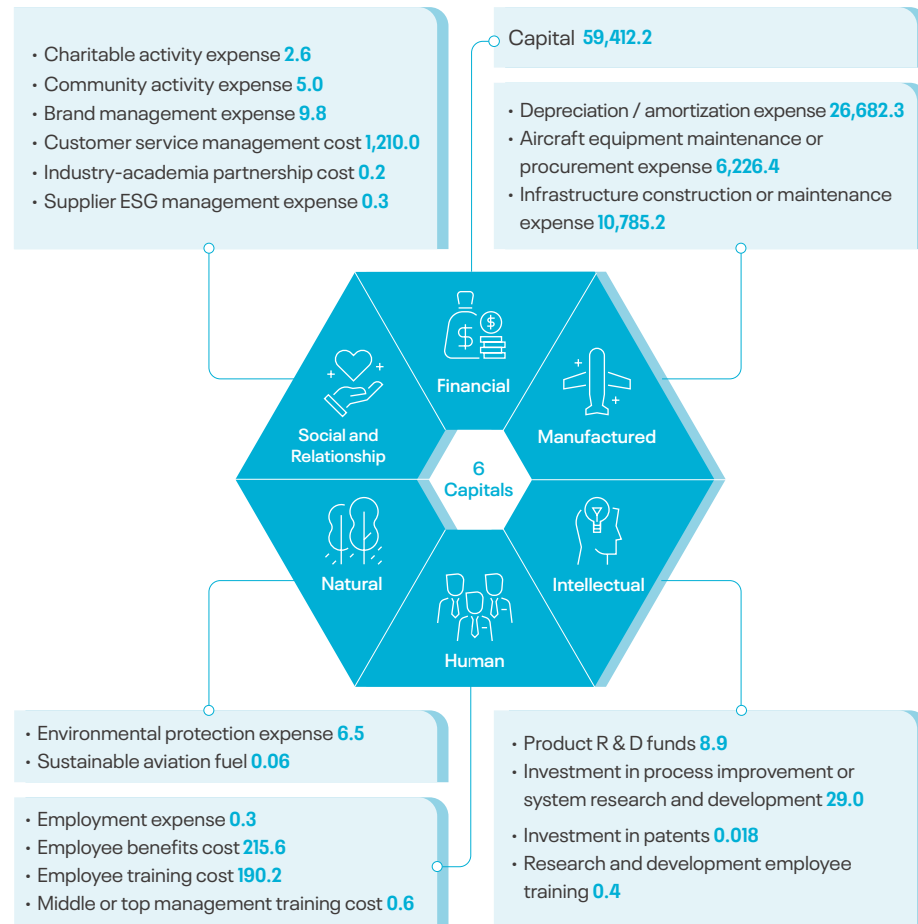 • Charitable activity expense 2.6
• Community activity expense 5.0
• Brand management expense 9.8
• Customer service management cost 1,210.0
• Industry-academia partnership cost 0.2
• Supplier ESG management expense 0.3
Capital 59,412.2
• Depreciation / amortization expense 26,682.3
• Aircraft equipment maintenance or
procurement expense 6,226.4
• Infrastructure construction or maintenance
expense 10,785.2
$
$
Financial
Social and
Relationship
Manufactured
6
Capitals
Natural
Intellectual
Human
• Environmental protection expense 6.5
• Sustainable aviation fuel 0.06
• Employment expense 0.3
• Employee benefits cost 215.6
• Employee training cost 190.2
• Middle or top management training cost 0.6
• Product R & D funds 8.9
• Investment in process improvement or
system research and development 29.0
• Investment in patents 0.018
• Research and development employee
training 0.4